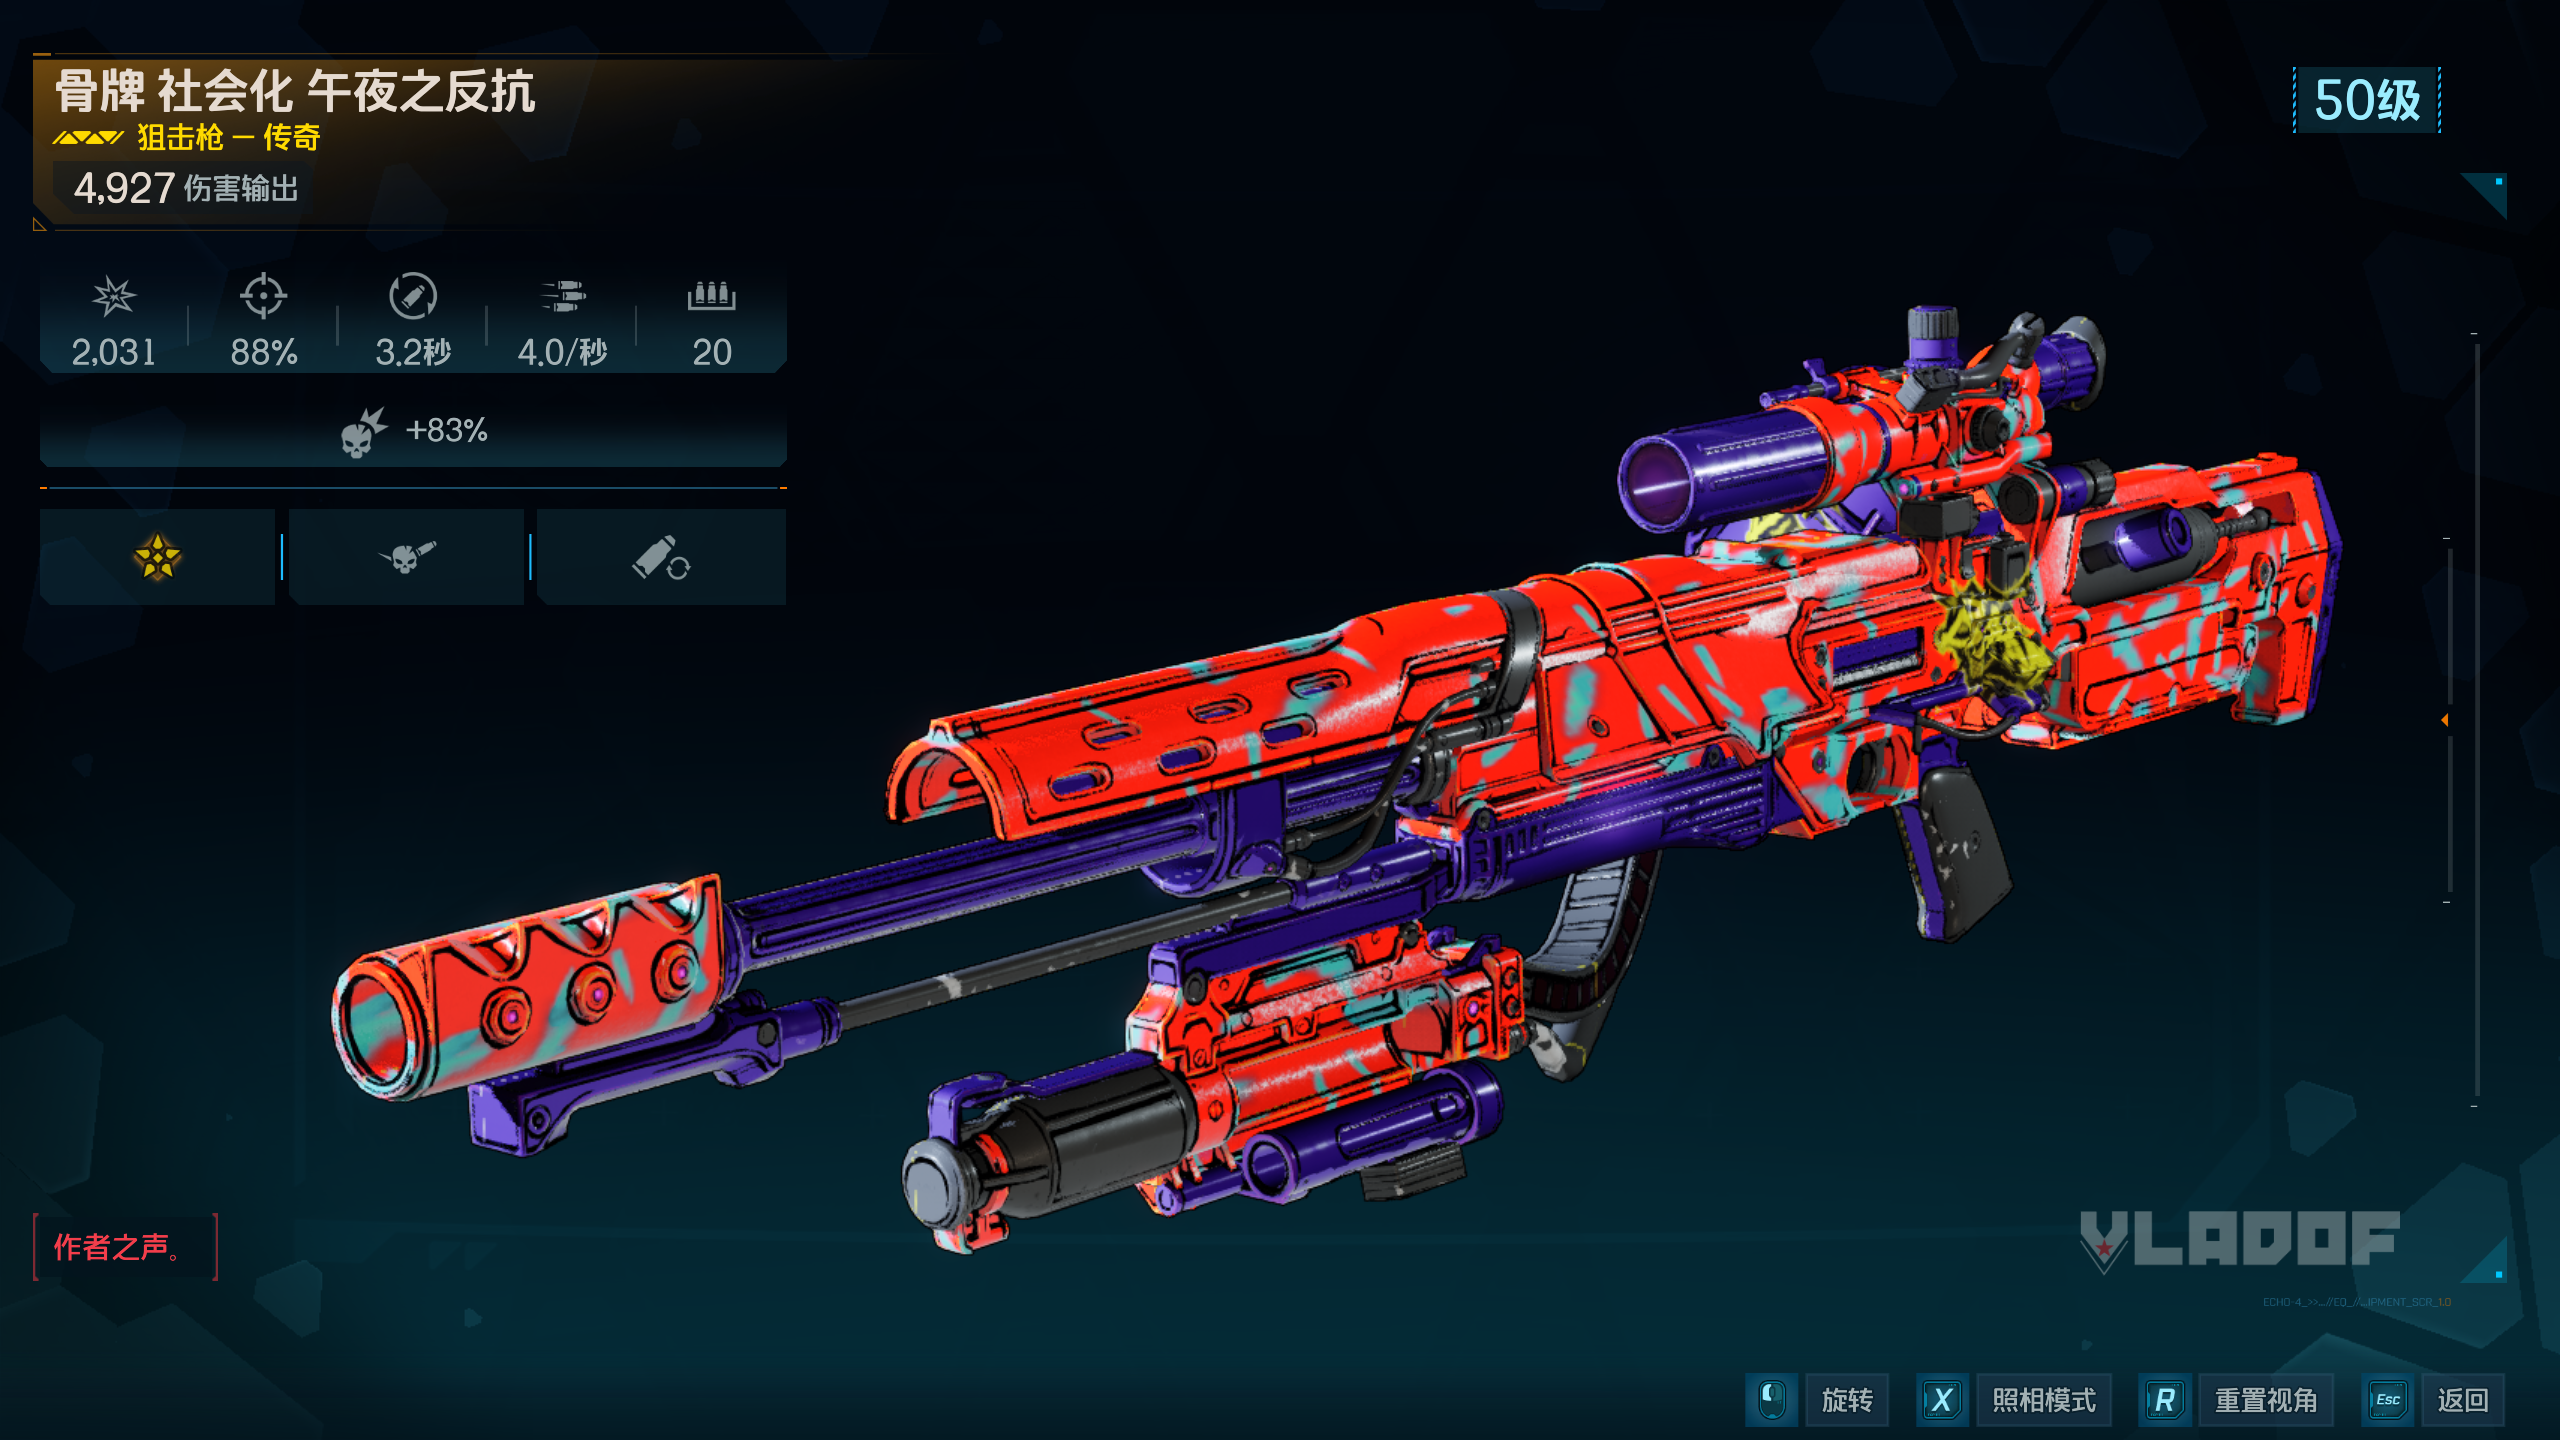 骨牌 社会化 午夜之反抗
狙击枪 — 传奇
4,927 伤害输出
50级
2,031
88%
3.2秒
4.0/秒
20
+83%
作者之声。
VLADOF
旋转
X 照相模式
R 重置视角
Esc 返回